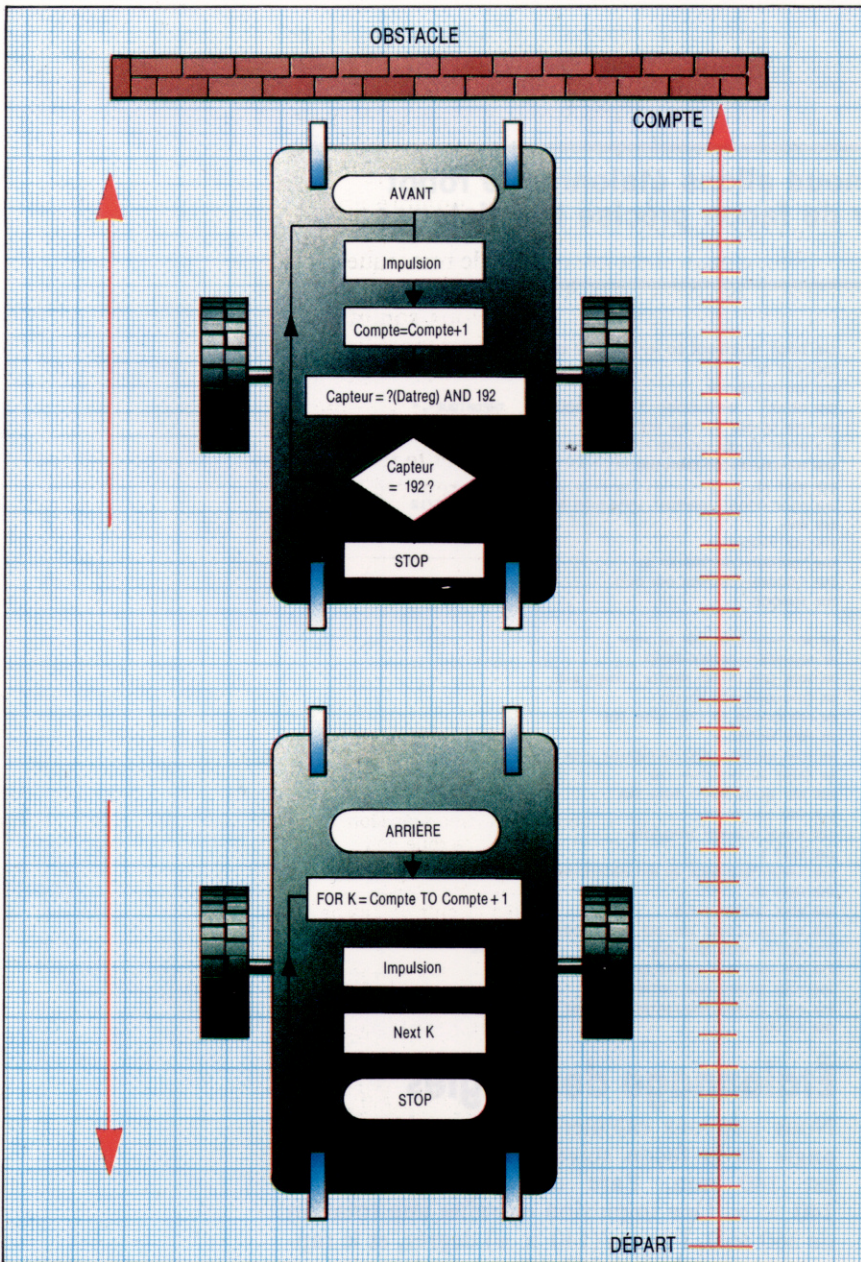 OBSTACLE
COMPTE
AVANT
Impulsion
Compte=Compte+1
Capteur = ?(Datreg) AND 192
Capteur
= 192 ?
STOP
ARRIÈRE
FOR K = Compte TO Compte + 1
Impulsion
Next K
STOP
DÉPART